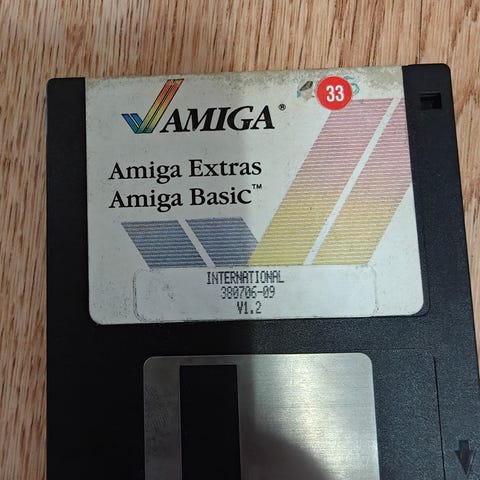 33
AMIGA®
Amiga Extras
Amiga Basic™
INTERNATIONAL
380706-09
V1.2